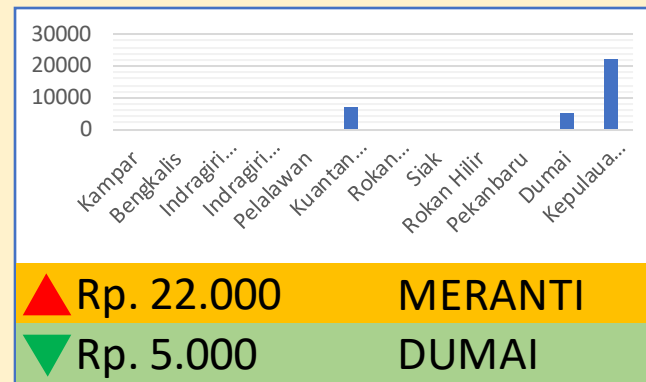 30000
20000
10000
0
Kampar
Bengkalis
Indragiri...
Indragiri...
Pelalawan
Kuantan...
Rokan...
Siak
Rokan Hilir
Pekanbaru
Dumai
Kepulaua...
Rp. 22.000 MERANTI
Rp. 5.000 DUMAI